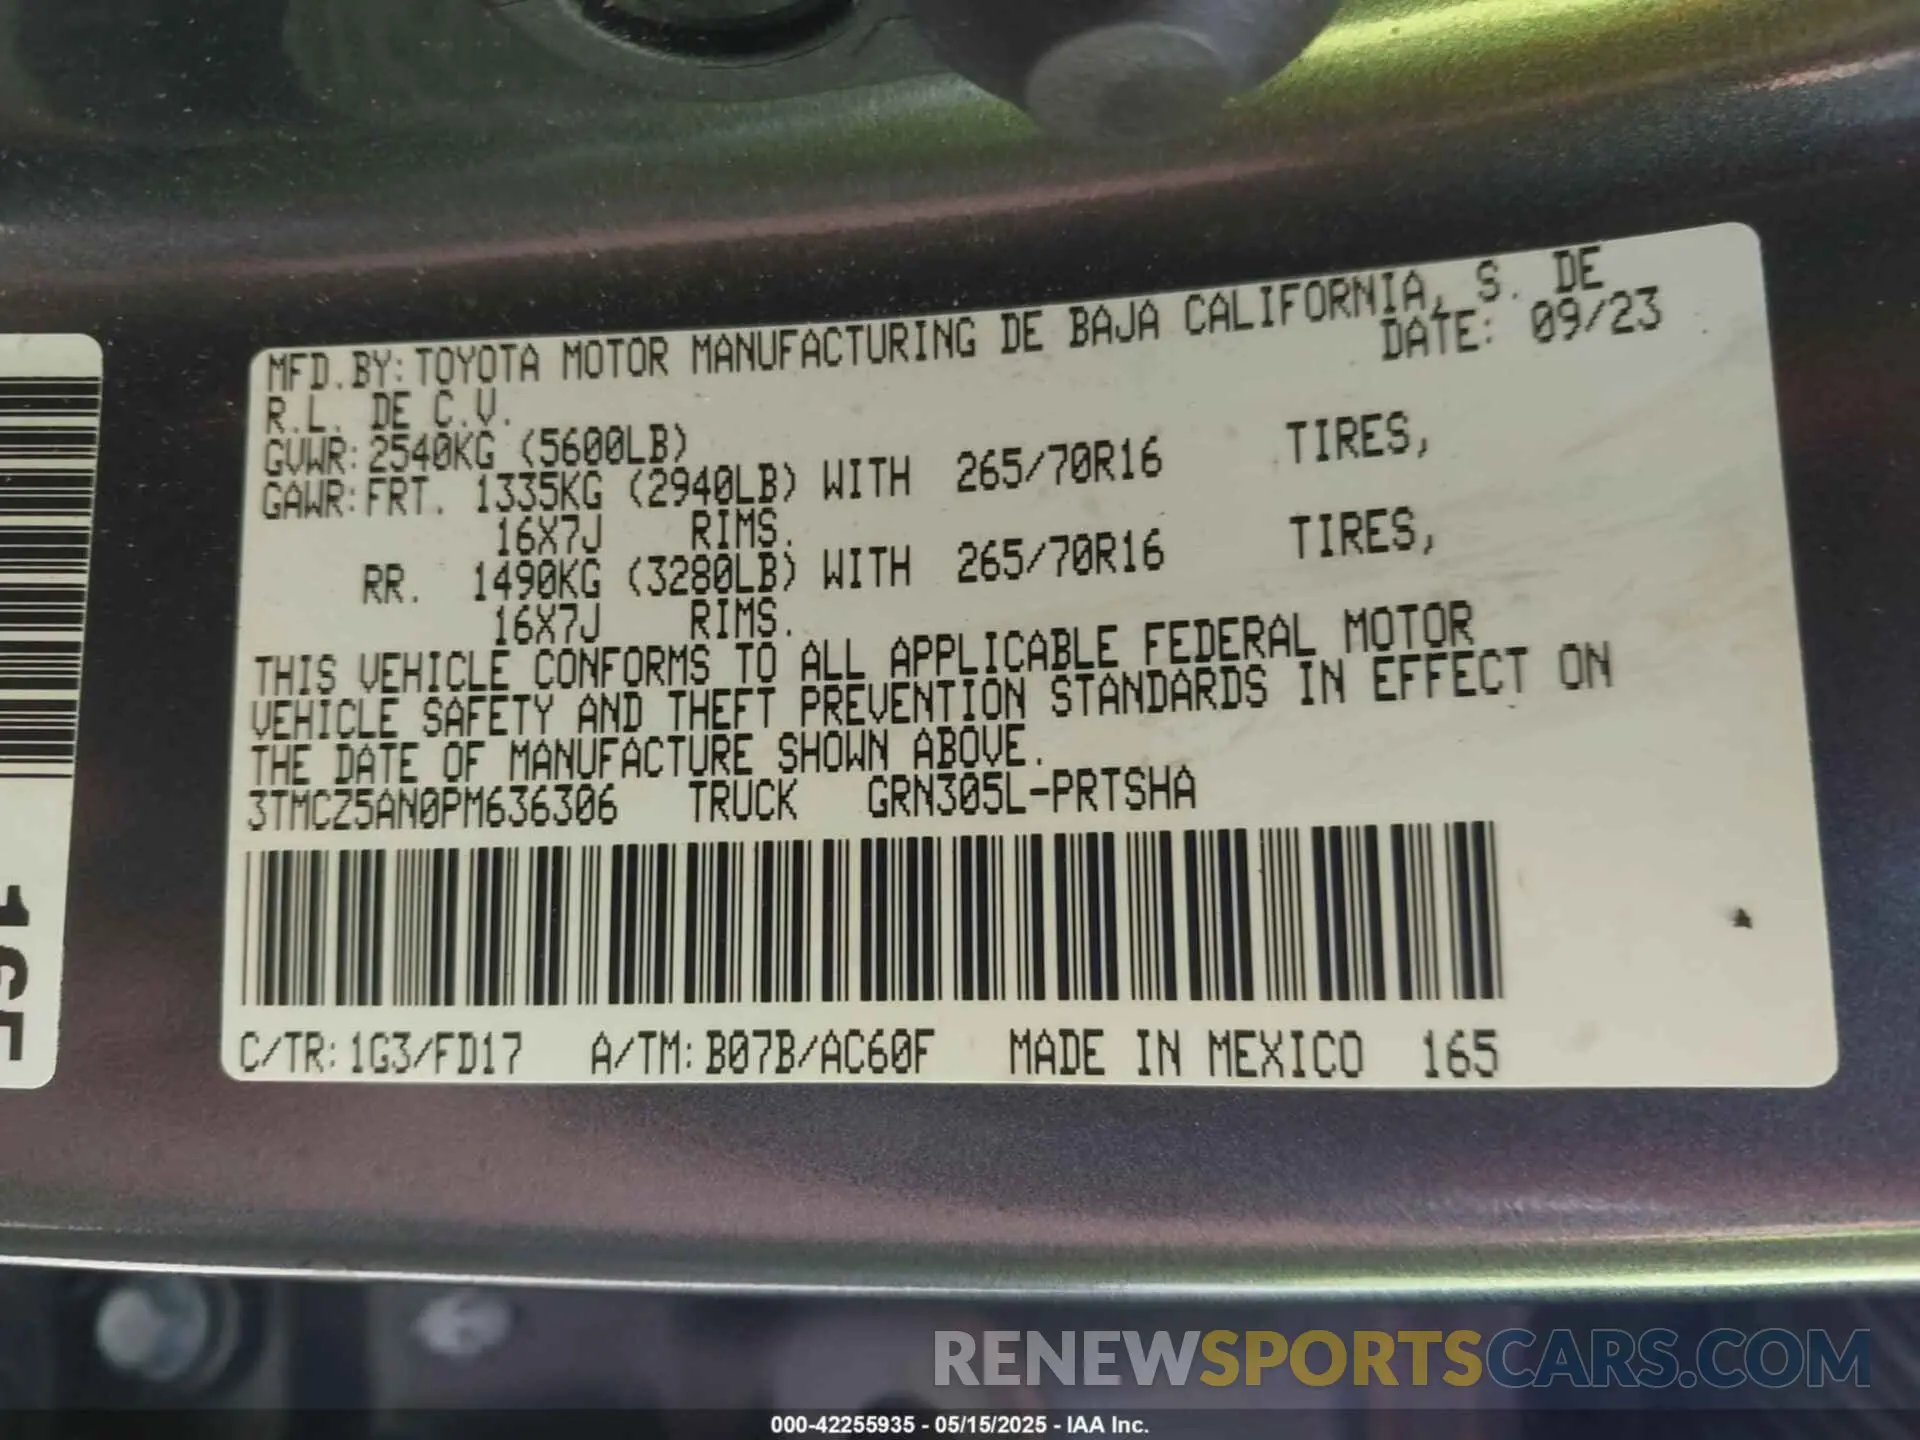 MFD.BY:TOYOTA MOTOR MANUFACTURING DE BAJA CALIFORNIA, S. DE
R.L. DE C.V. DATE: 09/23
GVWR:2540KG (5600LB)
GAWR:FRT. 1335KG (2940LB) WITH 265/70R16 TIRES,
16X7J RIMS.
RR. 1490KG (3280LB) WITH 265/70R16 TIRES,
16X7J RIMS.
THIS VEHICLE CONFORMS TO ALL APPLICABLE FEDERAL MOTOR
VEHICLE SAFETY AND THEFT PREVENTION STANDARDS IN EFFECT ON
THE DATE OF MANUFACTURE SHOWN ABOVE.
3TMCZ5AN0PM636306 TRUCK GRN305L-PRTSHA
C/TR:1G3/FD17 A/TM:B07B/AC60F MADE IN MEXICO 165
165
RENEWSPORTSCARS.COM
000-42255935 - 05/15/2025 - IAA Inc.